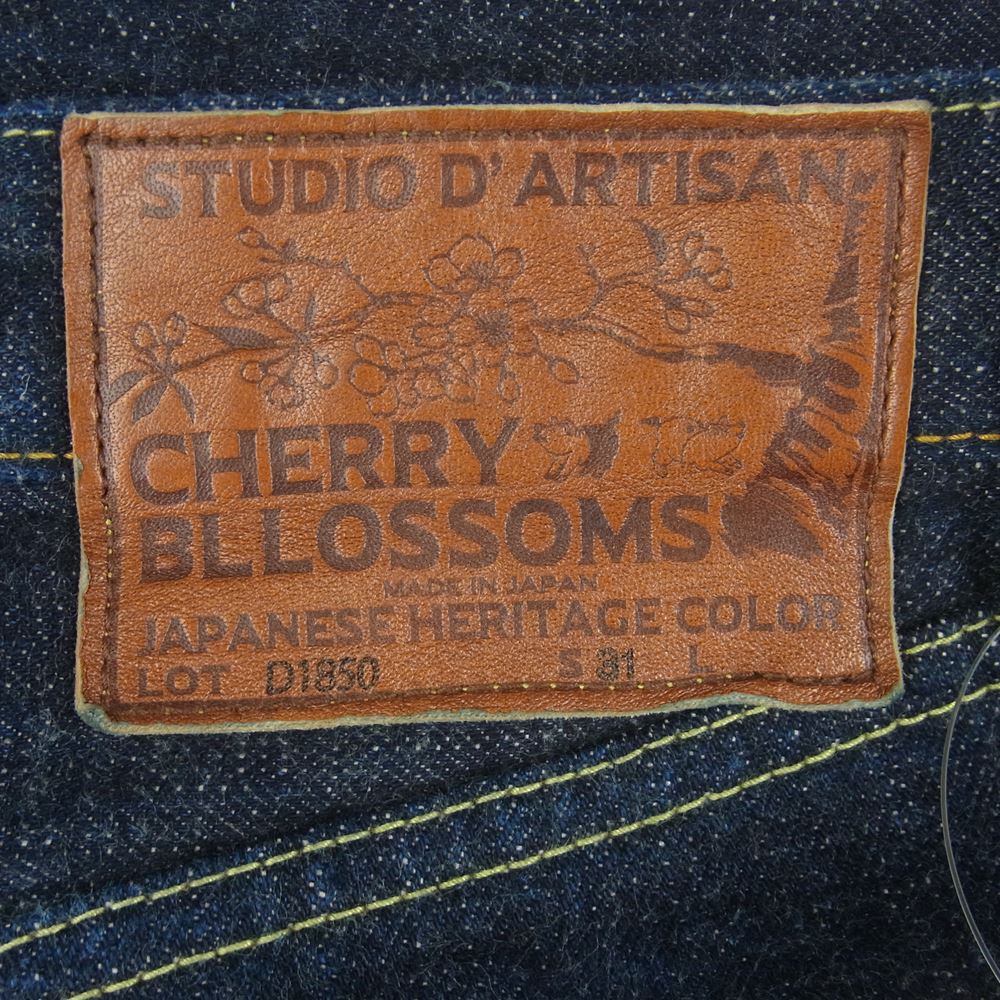 STUDIO D'ARTISAN.
CHERRY
BLLOSSOMS
MADE IN JAPAN
JAPANESE HERITAGE COLOR
LOT D1850 S 31 L